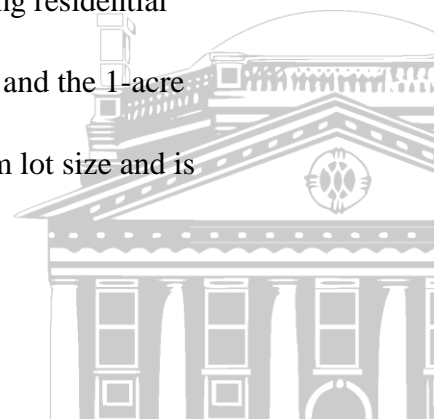 ng residential
and the 1-acre
m lot size and is